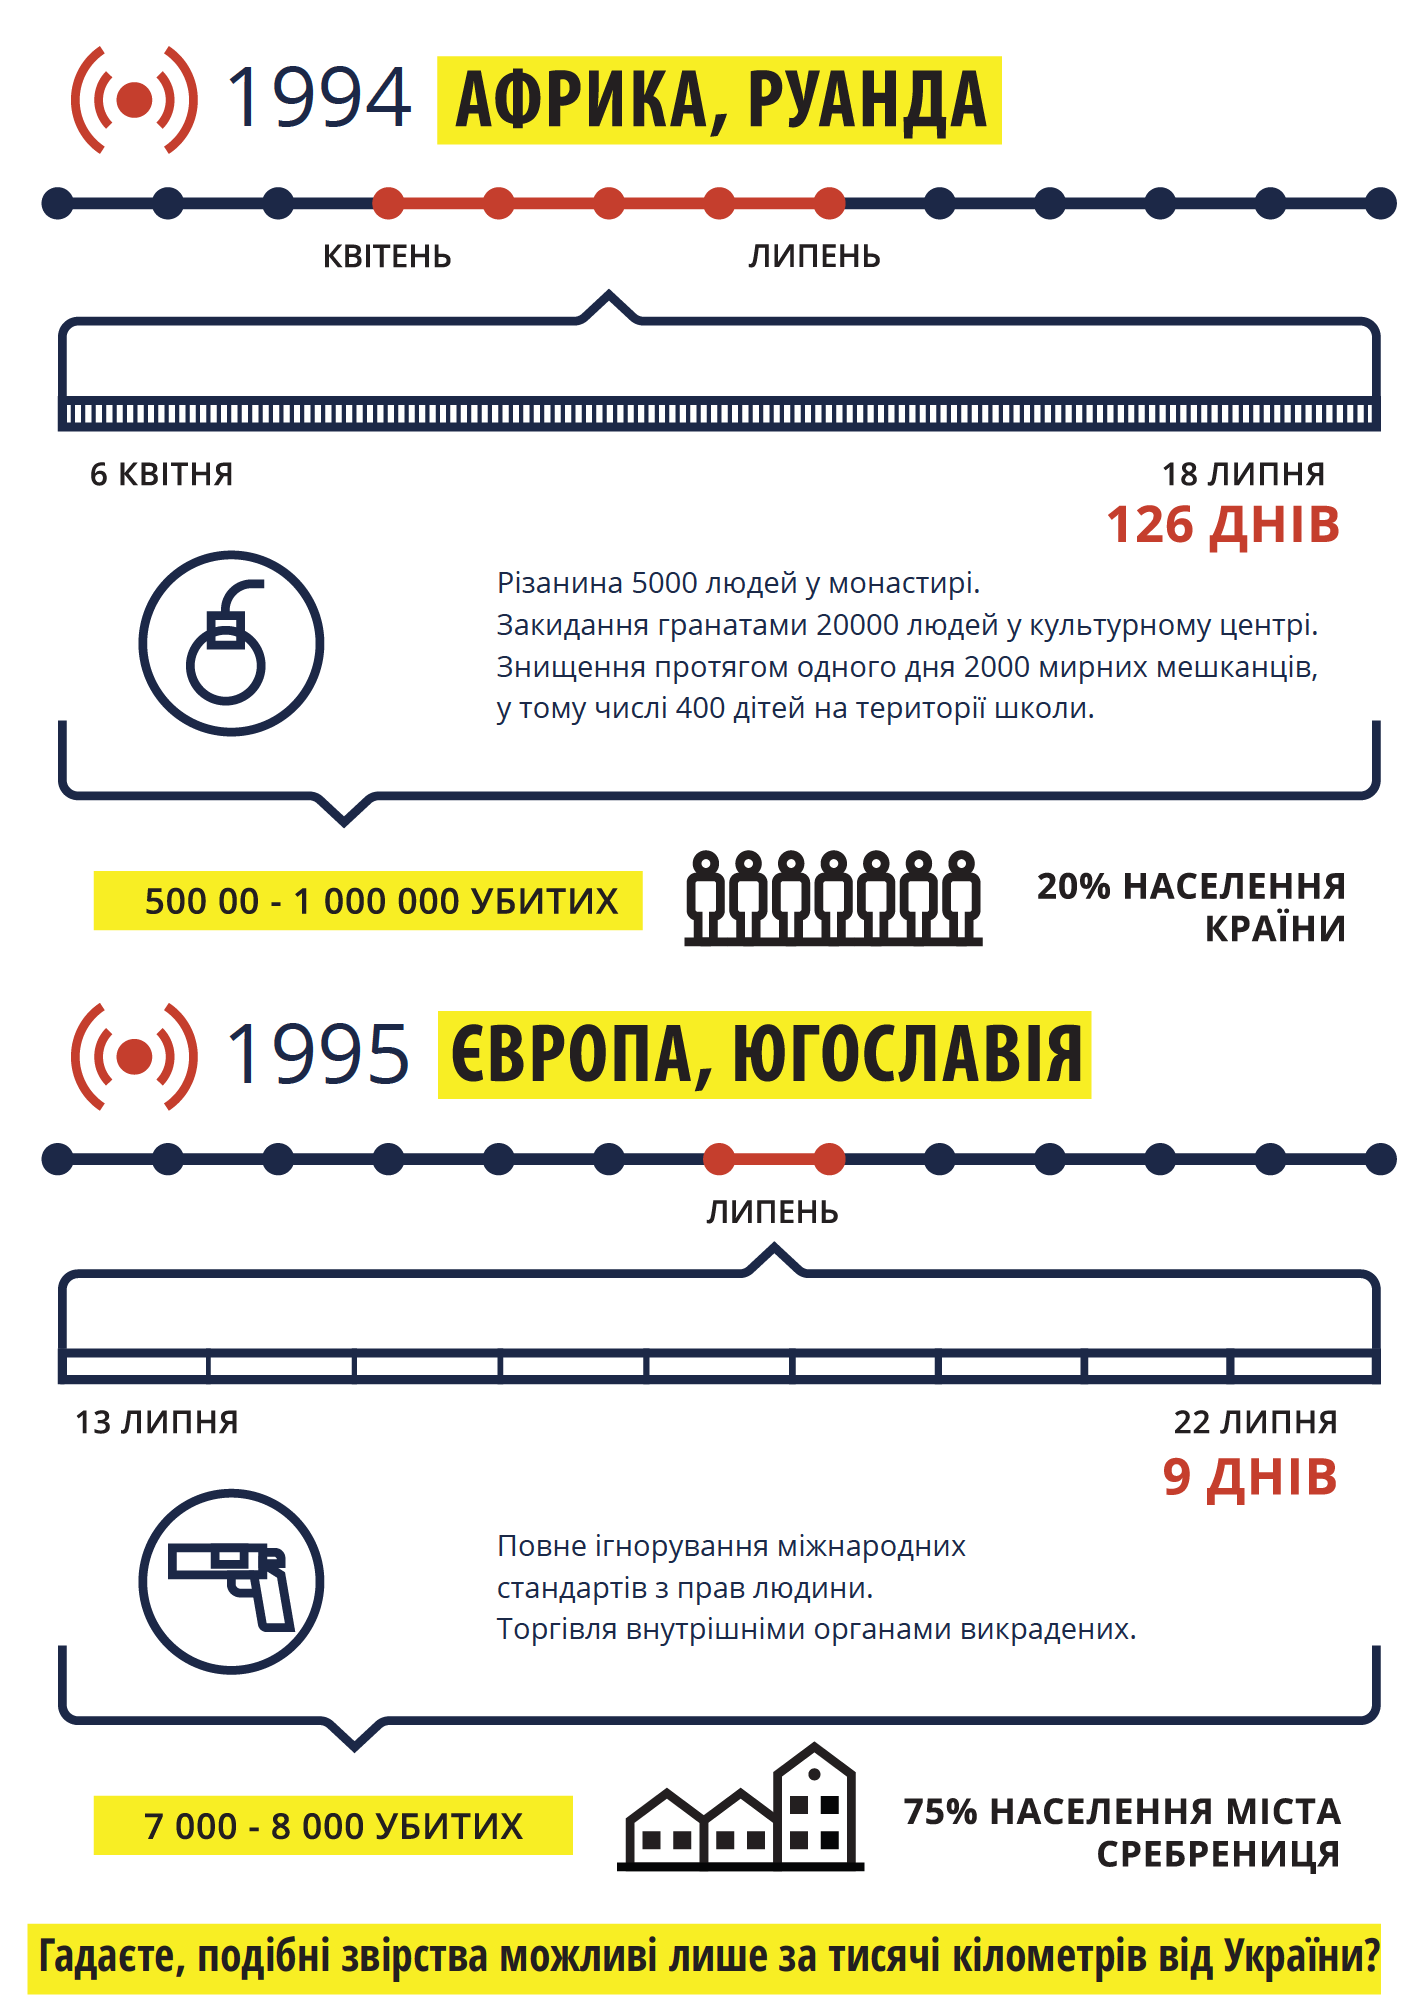 1994 АФРИКА, РУАНДА
КВІТЕНЬ ЛИПЕНЬ
6 КВІТНЯ 18 ЛИПНЯ
126 ДНІВ
Різанина 5000 людей у монастирі.
Закидання гранатами 20000 людей у культурному центрі.
Знищення протягом одного дня 2000 мирних мешканців,
у тому числі 400 дітей на території школи.
500 00 - 1 000 000 УБИТИХ
20% НАСЕЛЕННЯ
КРАЇНИ
1995 ЄВРОПА, ЮГОСЛАВІЯ
ЛИПЕНЬ
13 ЛИПНЯ 22 ЛИПНЯ
9 ДНІВ
Повне ігнорування міжнародних
стандартів з прав людини.
Торгівля внутрішніми органами викрадених.
7 000 - 8 000 УБИТИХ
75% НАСЕЛЕННЯ МІСТА
СРЕБРЕНИЦЯ
Гадаєте, подібні звірства можливі лише за тисячі кілометрів від України?